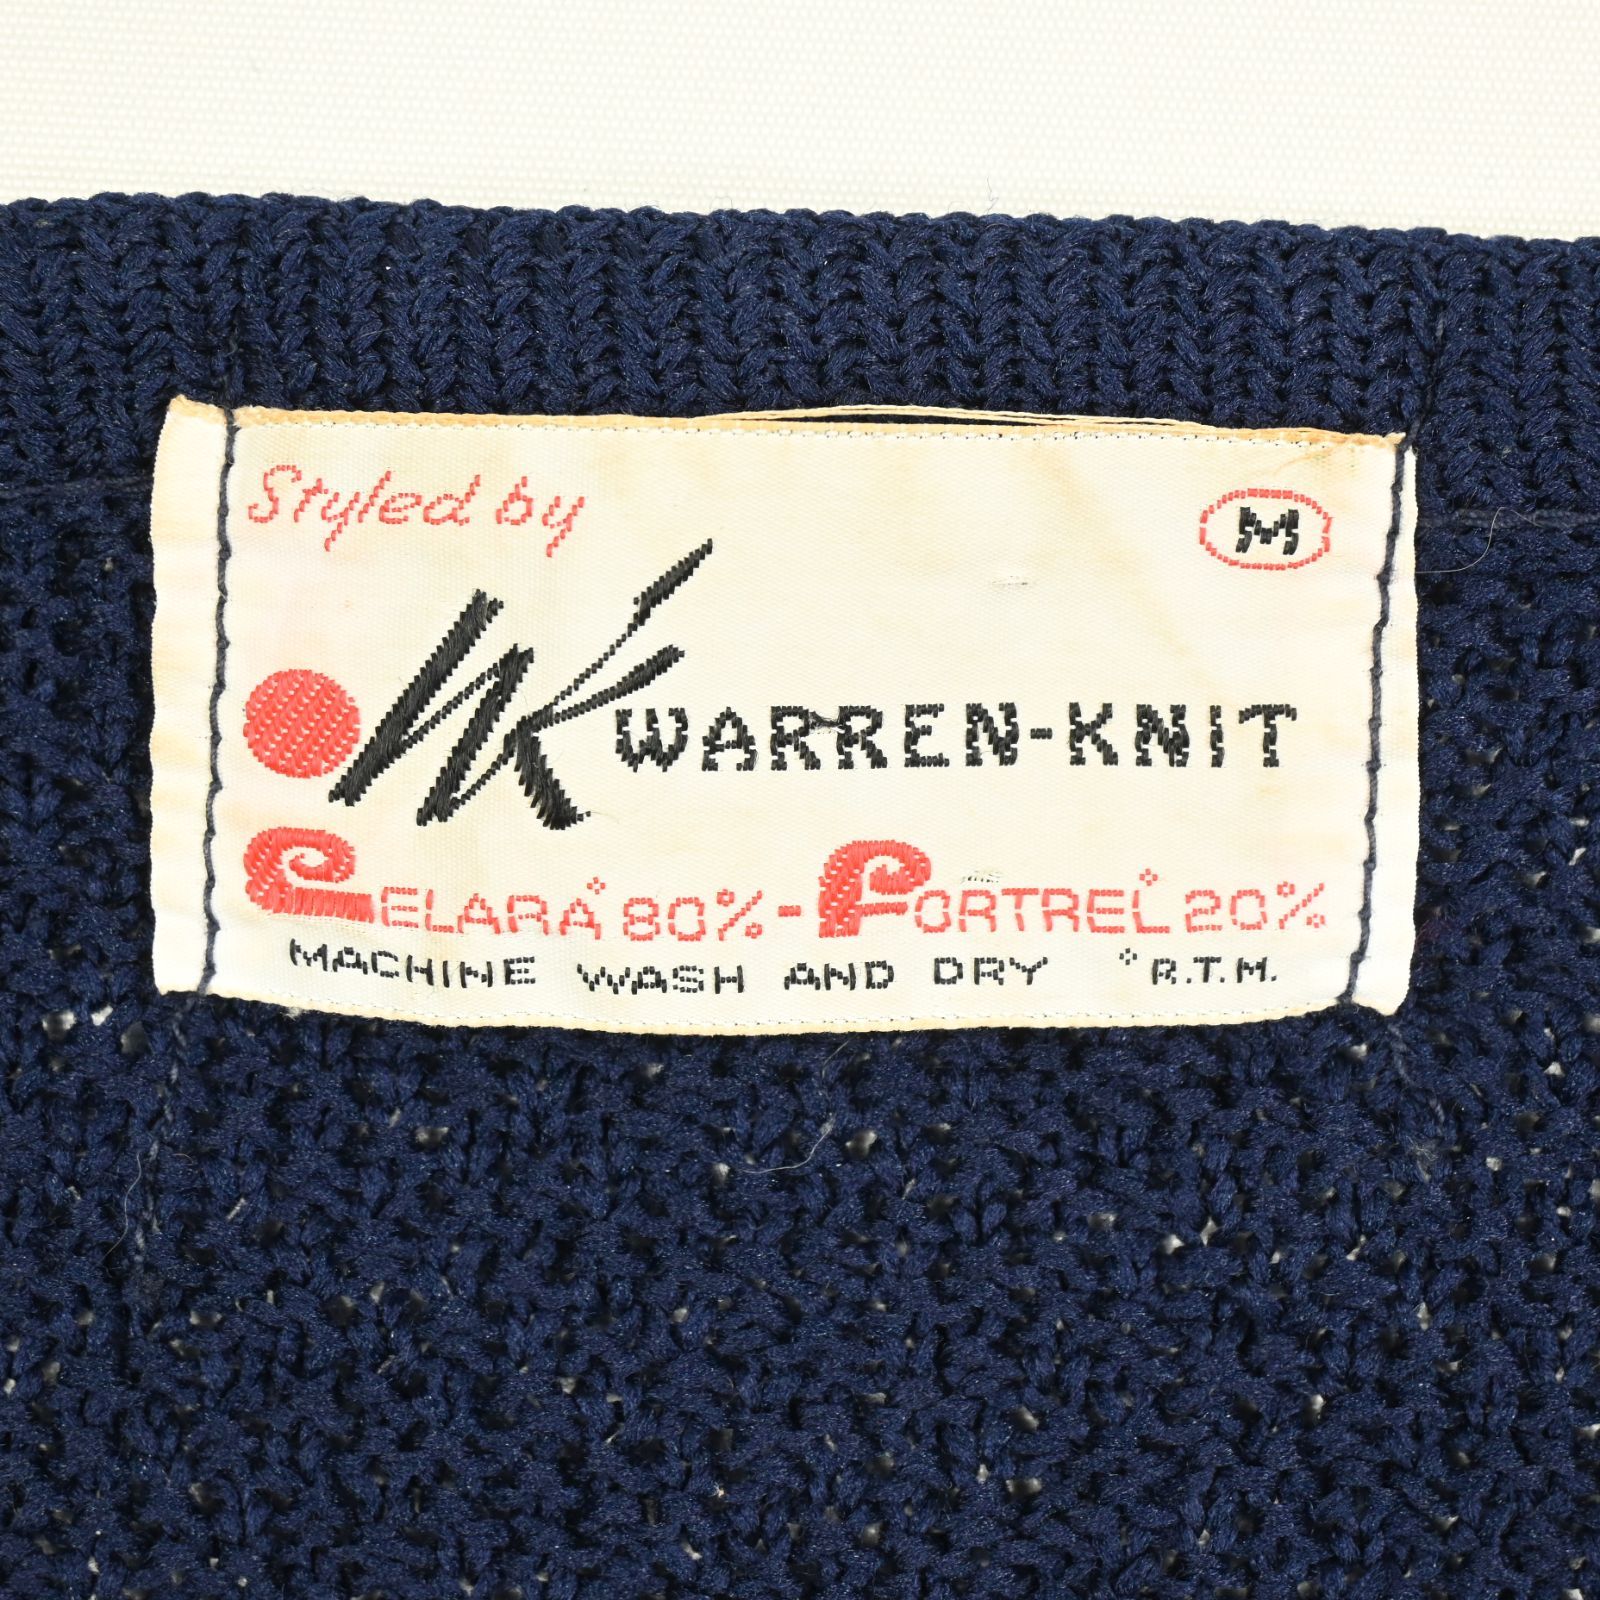 Styled by
M
WK WARREN-KNIT
CELARA* 80% - FORTREL* 20%
MACHINE WASH AND DRY *R.T.M.